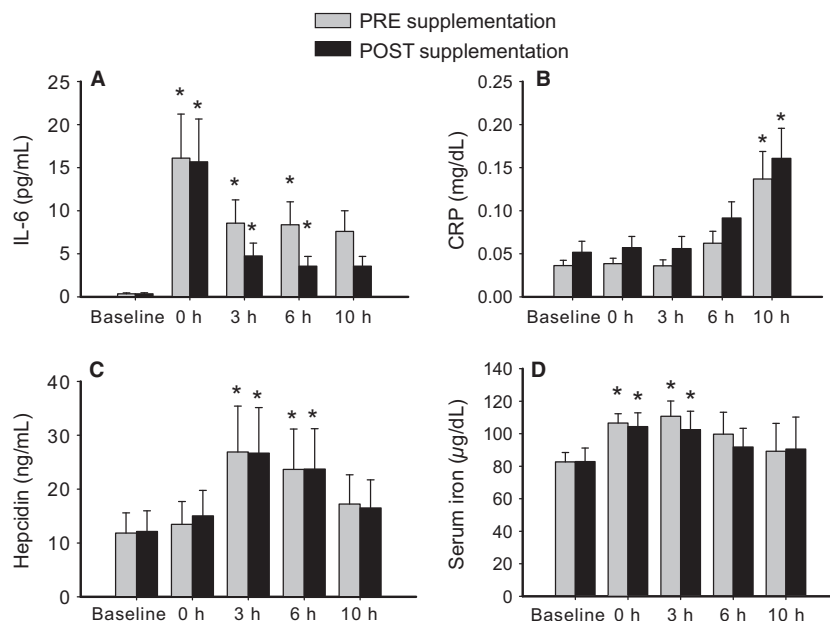 PRE supplementation
POST supplementation
A
IL-6 (pg/mL)
25
20
15
10
5
0
* * * * * *
Baseline 0 h 3 h 6 h 10 h
B
CRP (mg/dL)
0.25
0.20
0.15
0.10
0.05
0.00
* *
Baseline 0 h 3 h 6 h 10 h
C
Hepcidin (ng/mL)
40
30
20
10
0
* * * *
Baseline 0 h 3 h 6 h 10 h
D
Serum iron (µg/dL)
140
120
100
80
60
40
20
0
* * * *
Baseline 0 h 3 h 6 h 10 h